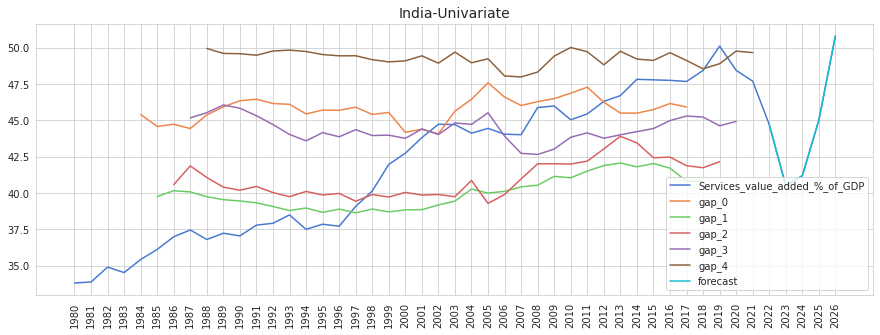 India-Univariate
50.0
47.5
45.0
42.5
40.0
37.5
35.0
Services_value_added_%_of_GDP
gap_0
gap_1
gap_2
gap_3
gap_4
forecast
1980 1981 1982 1983 1984 1985 1986 1987 1988 1989 1990 1991 1992 1993 1994 1995 1996 1997 1998 1999 2000 2001 2002 2003 2004 2005 2006 2007 2008 2009 2010 2011 2012 2013 2014 2015 2016 2017 2018 2019 2020 2021 2022 2023 2024 2025 2026